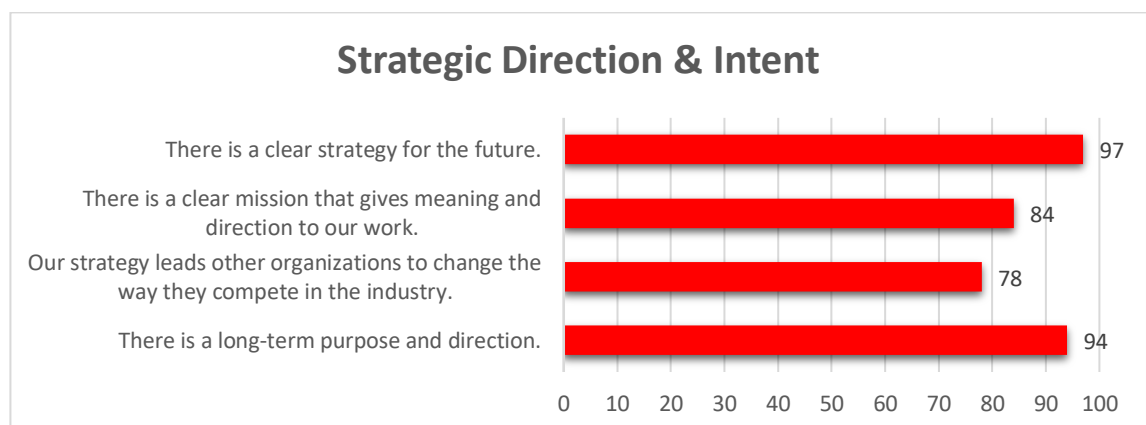 Strategic Direction & Intent
There is a clear strategy for the future.
97
There is a clear mission that gives meaning and
direction to our work.
84
Our strategy leads other organizations to change the
way they compete in the industry.
78
There is a long-term purpose and direction.
94
0 10 20 30 40 50 60 70 80 90 100